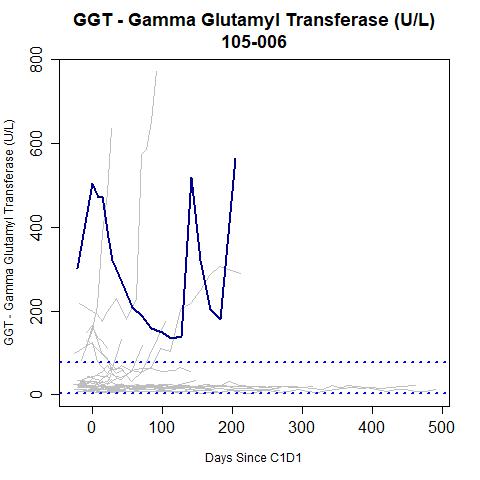 GGT - Gamma Glutamyl Transferase (U/L)
105-006
GGT - Gamma Glutamyl Transferase (U/L)
800
600
400
200
0
0 100 200 300 400 500
Days Since C1D1